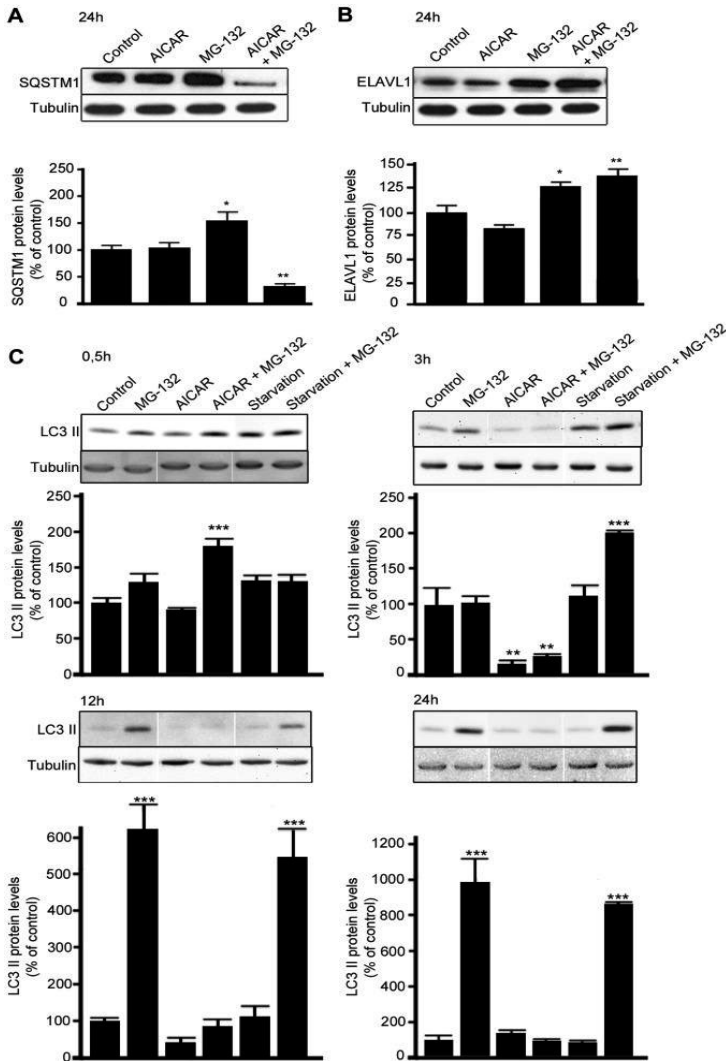 A
24h
Control
AICAR
MG-132
AICAR
+ MG-132
SQSTM1
Tubulin
SQSTM1 protein levels
(% of control)
250
200
150
100
50
0
*
**
B
24h
Control
AICAR
MG-132
AICAR
+ MG-132
ELAVL1
Tubulin
ELAVL1 protein levels
(% of control)
150
125
100
75
50
25
0
*
**
C
0,5h
Control
MG-132
AICAR
AICAR + MG-132
Starvation
Starvation + MG-132
LC3 II
Tubulin
LC3 II protein levels
(% of control)
250
200
150
100
50
0
***
3h
Control
MG-132
AICAR
AICAR + MG-132
Starvation
Starvation + MG-132
LC3 II protein levels
(% of control)
250
200
150
100
50
0
**
**
***
12h
LC3 II
Tubulin
LC3 II protein levels
(% of control)
600
400
200
100
0
***
***
24h
LC3 II protein levels
(% of control)
1200
1000
800
600
400
200
0
***
***